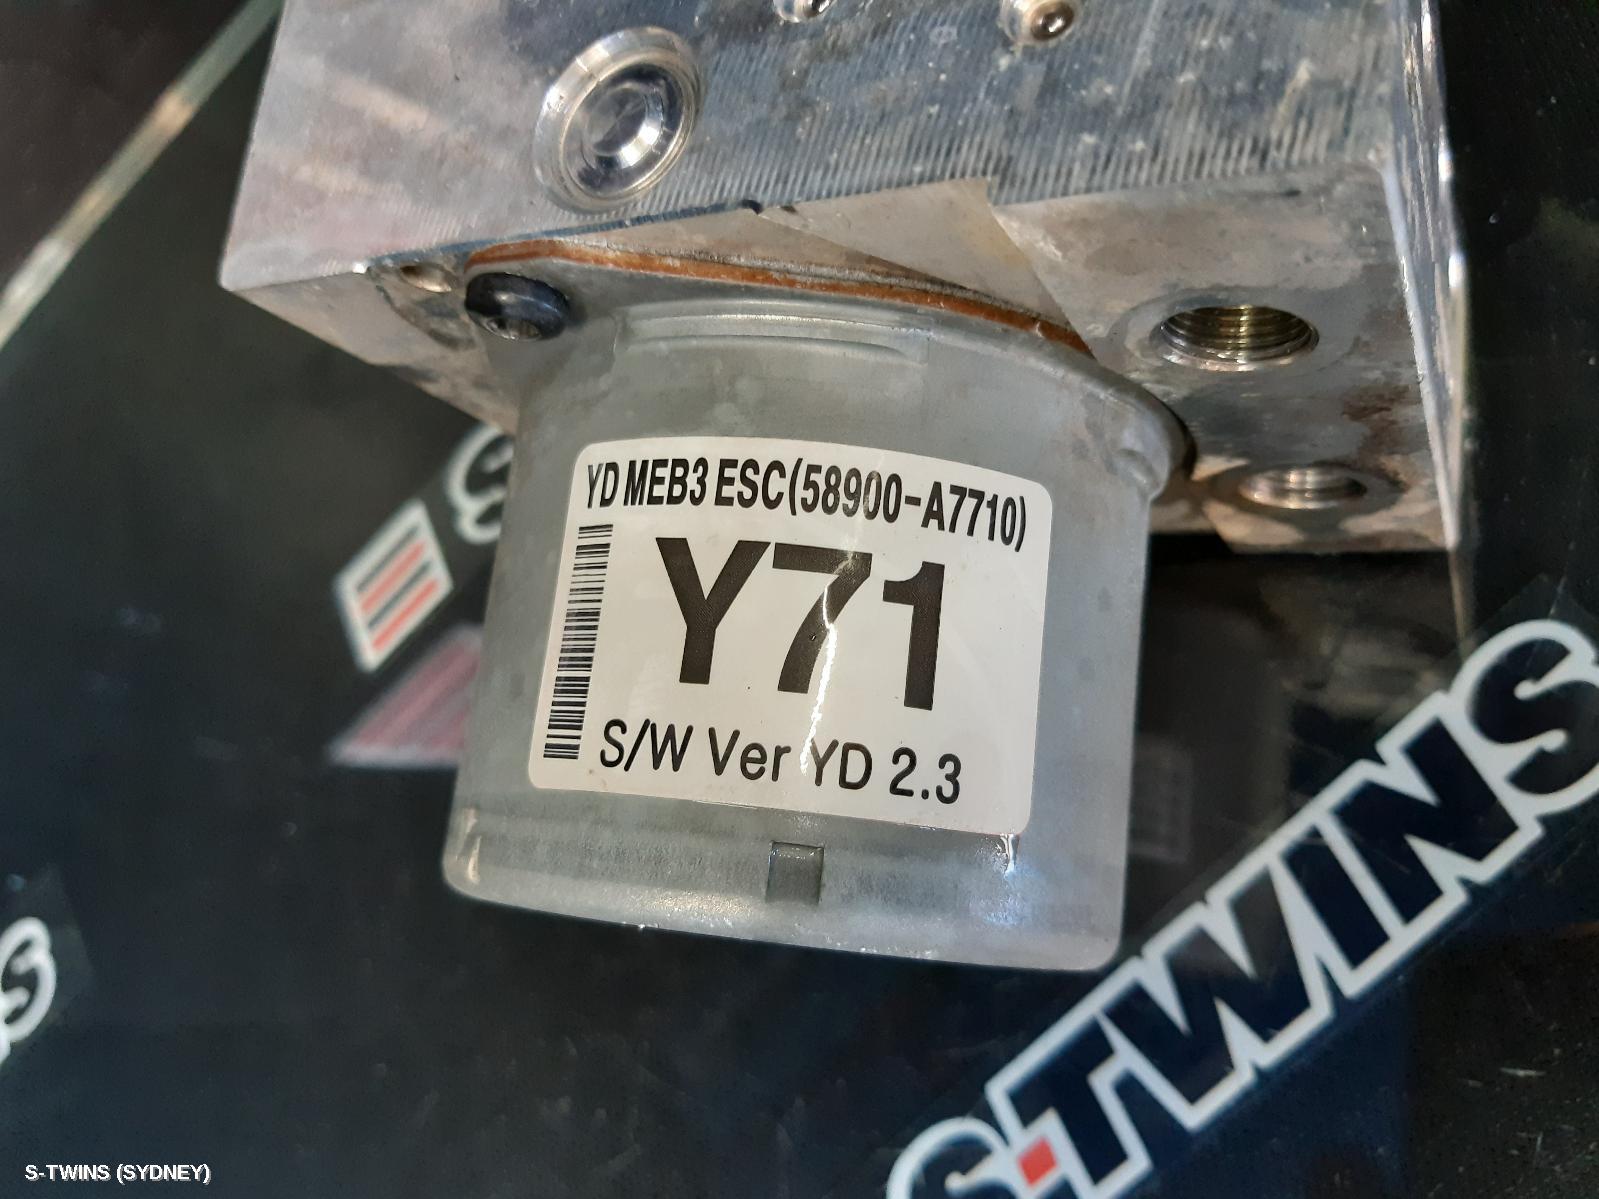 YD MEB3 ESC(58900-A7710)
Y71
S/W Ver YD 2.3
S-TWINS
S-TWINS (SYDNEY)